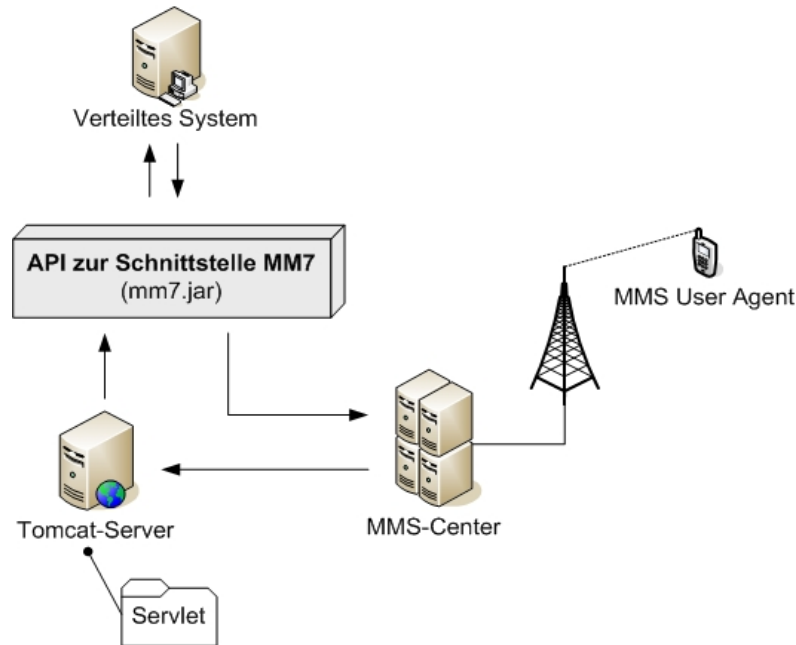 Verteiltes System
API zur Schnittstelle MM7
(mm7.jar)
MMS User Agent
Tomcat-Server
MMS-Center
Servlet